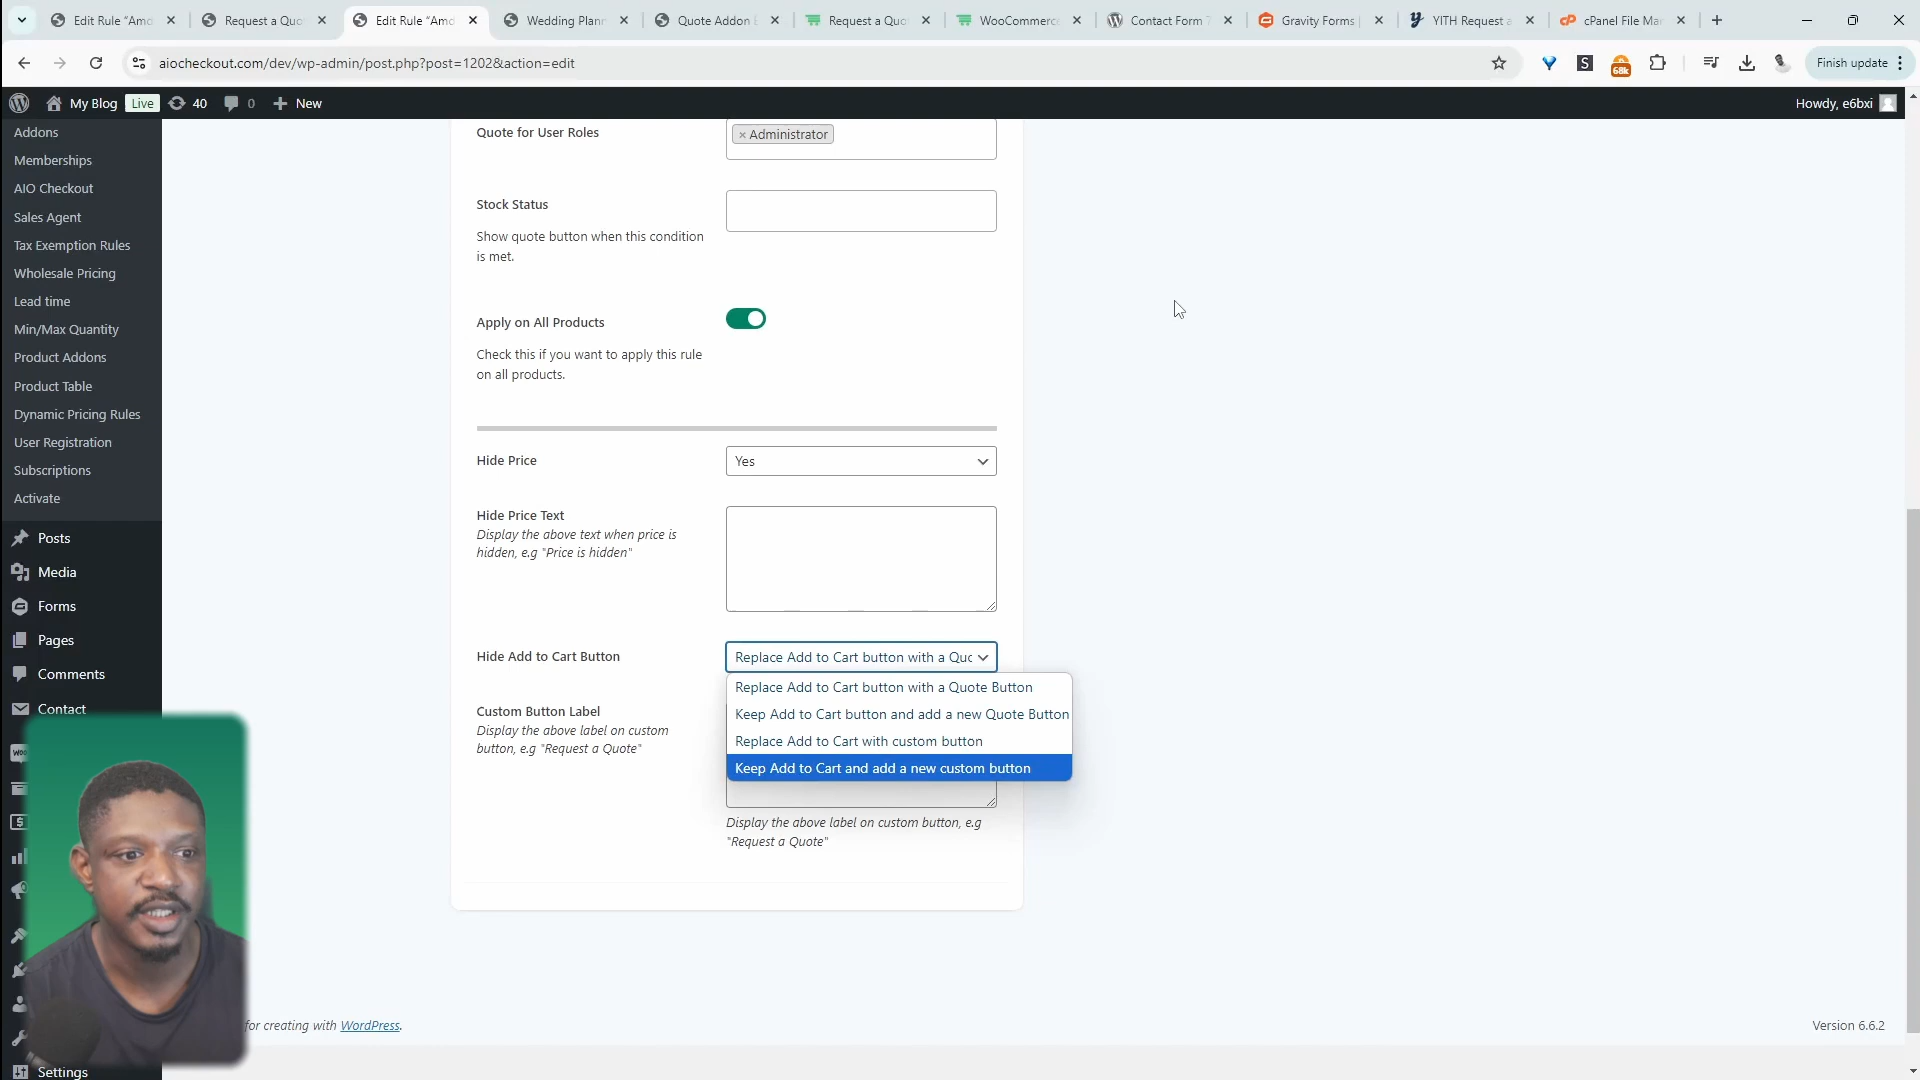 Edit Rule "Amo
Request a Quo
Edit Rule "Amo
Wedding Plann
Quote Addon E
Request a Quo
WooCommerce
Contact Form 7
Gravity Forms
YITH Request a
cPanel File Ma
aiocheckout.com/dev/wp-admin/post.php?post=1202&action=edit
S
68k
Finish update
My Blog
Live
40
0
New
Howdy, e6bxi
Addons
Memberships
AIO Checkout
Sales Agent
Tax Exemption Rules
Wholesale Pricing
Lead time
Min/Max Quantity
Product Addons
Product Table
Dynamic Pricing Rules
User Registration
Subscriptions
Activate
Posts
Media
Forms
Pages
Comments
Contact
Settings
Quote for User Roles
× Administrator
Stock Status
Show quote button when this condition
is met.
Apply on All Products
Check this if you want to apply this rule
on all products.
Hide Price
Yes
Hide Price Text
Display the above text when price is
hidden, e.g "Price is hidden"
Hide Add to Cart Button
Replace Add to Cart button with a Quo
Replace Add to Cart button with a Quote Button
Keep Add to Cart button and add a new Quote Button
Replace Add to Cart with custom button
Keep Add to Cart and add a new custom button
Custom Button Label
Display the above label on custom
button, e.g "Request a Quote"
Display the above label on custom button, e.g
"Request a Quote"
for creating with WordPress.
Version 6.6.2